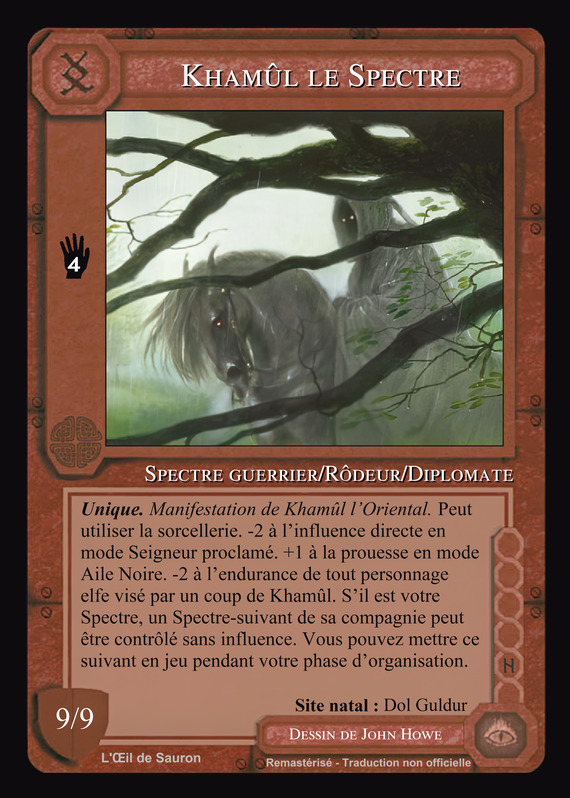 Khamûl le Spectre
4
Spectre guerrier/Rôdeur/Diplomate
Unique. Manifestation de Khamûl l'Oriental. Peut
utiliser la sorcellerie. -2 à l'influence directe en
mode Seigneur proclamé. +1 à la prouesse en mode
Aile Noire. -2 à l'endurance de tout personnage
elfe visé par un coup de Khamûl. S'il est votre
Spectre, un Spectre-suivant de sa compagnie peut
être contrôlé sans influence. Vous pouvez mettre ce
suivant en jeu pendant votre phase d'organisation.
Site natal : Dol Guldur
9/9
Dessin de John Howe
L'Œil de Sauron
Remastérisé - Traduction non officielle